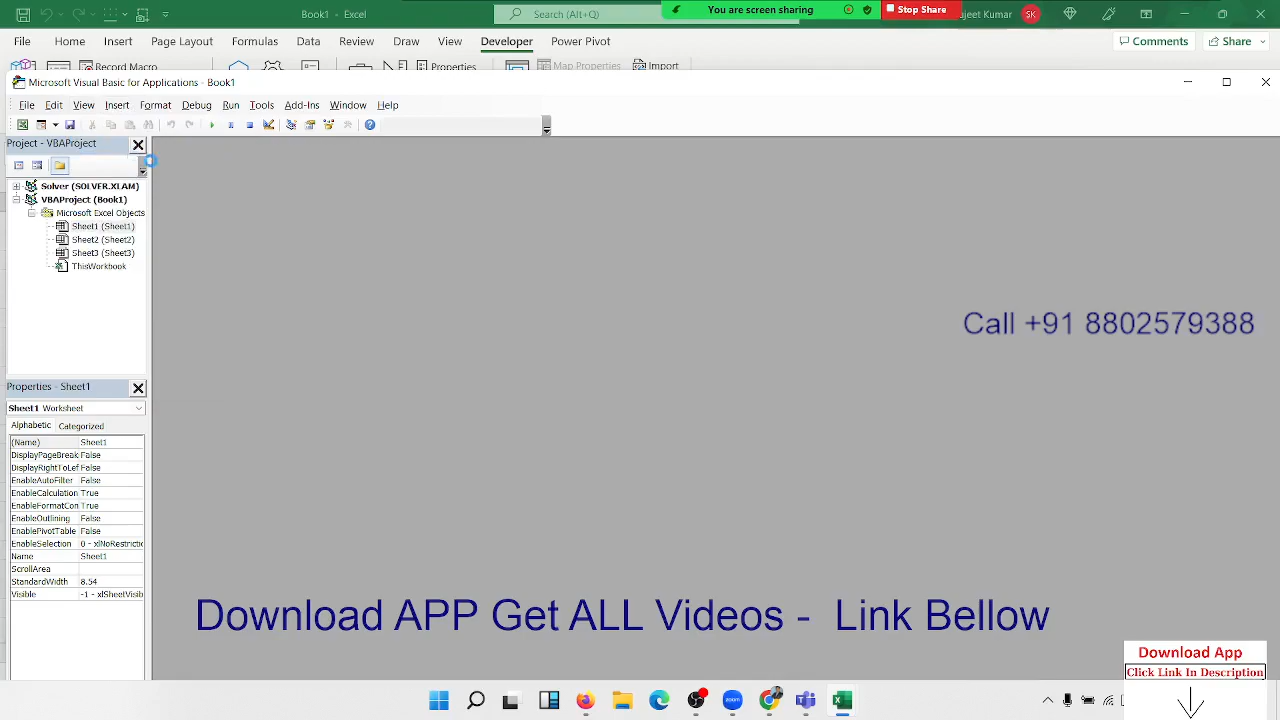 Book1 - Excel
Search (Alt+Q)
You are screen sharing
Stop Share
ajeet Kumar
SK
File
Home
Insert
Page Layout
Formulas
Data
Review
Draw
View
Developer
Power Pivot
Comments
Share
Record Macro
Properties
Map Properties
Import
Microsoft Visual Basic for Applications - Book1
File Edit View Insert Format Debug Run Tools Add-Ins Window Help
Project - VBAProject
Solver (SOLVER.XLAM)
VBAProject (Book1)
Microsoft Excel Objects
Sheet1 (Sheet1)
Sheet2 (Sheet2)
Sheet3 (Sheet3)
ThisWorkbook
Call +91 8802579388
Properties - Sheet1
Sheet1 Worksheet
Alphabetic Categorized
(Name) Sheet1
DisplayPageBreak False
DisplayRightToLef False
EnableAutoFilter False
EnableCalculation True
EnableFormatCon True
EnableOutlining False
EnablePivotTable False
EnableSelection 0 - xlNoRestrictio
Name Sheet1
ScrollArea
StandardWidth 8.54
Visible -1 - xlSheetVisib
Download APP Get ALL Videos - Link Bellow
Download App
Click Link In Description
zoom